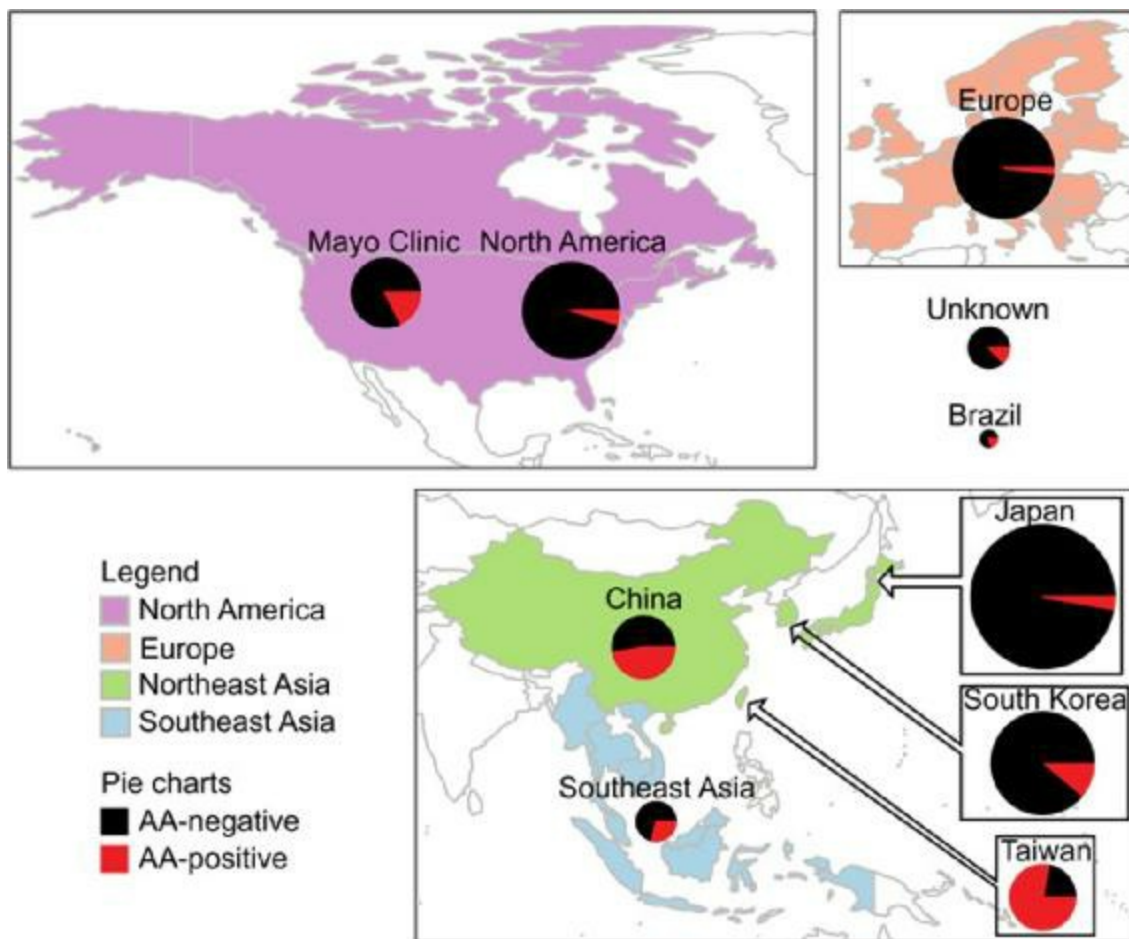 Mayo Clinic
North America
Europe
Unknown
Brazil
Legend
North America
Europe
Northeast Asia
Southeast Asia
Pie charts
AA-negative
AA-positive
China
Southeast Asia
Japan
South Korea
Taiwan